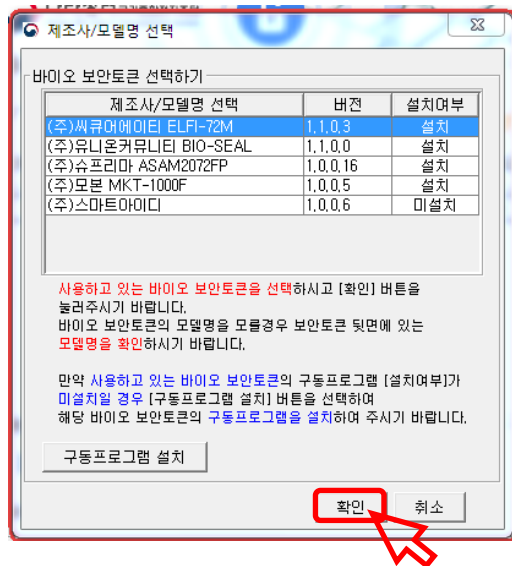 제조사/모델명 선택
바이오 보안토큰 선택하기
제조사/모델명 선택 버전 설치여부
(주)씨큐어에이티 ELFI-72M 1.1.0.3 설치
(주)유니온커뮤니티 BIO-SEAL 1.1.0.0 설치
(주)슈프리마 ASAM2072FP 1.0.0.16 설치
(주)모본 MKT-1000F 1.0.0.5 설치
(주)스마트아이디 1.0.0.6 미설치
사용하고 있는 바이오 보안토큰을 선택하시고 [확인] 버튼을
눌러주시기 바랍니다.
바이오 보안토큰의 모델명을 모를경우 보안토큰 뒷면에 있는
모델명을 확인하시기 바랍니다.
만약 사용하고 있는 바이오 보안토큰의 구동프로그램 [설치여부]가
미설치일 경우 [구동프로그램 설치] 버튼을 선택하여
해당 바이오 보안토큰의 구동프로그램을 설치하여 주시기 바랍니다.
구동프로그램 설치
확인 취소